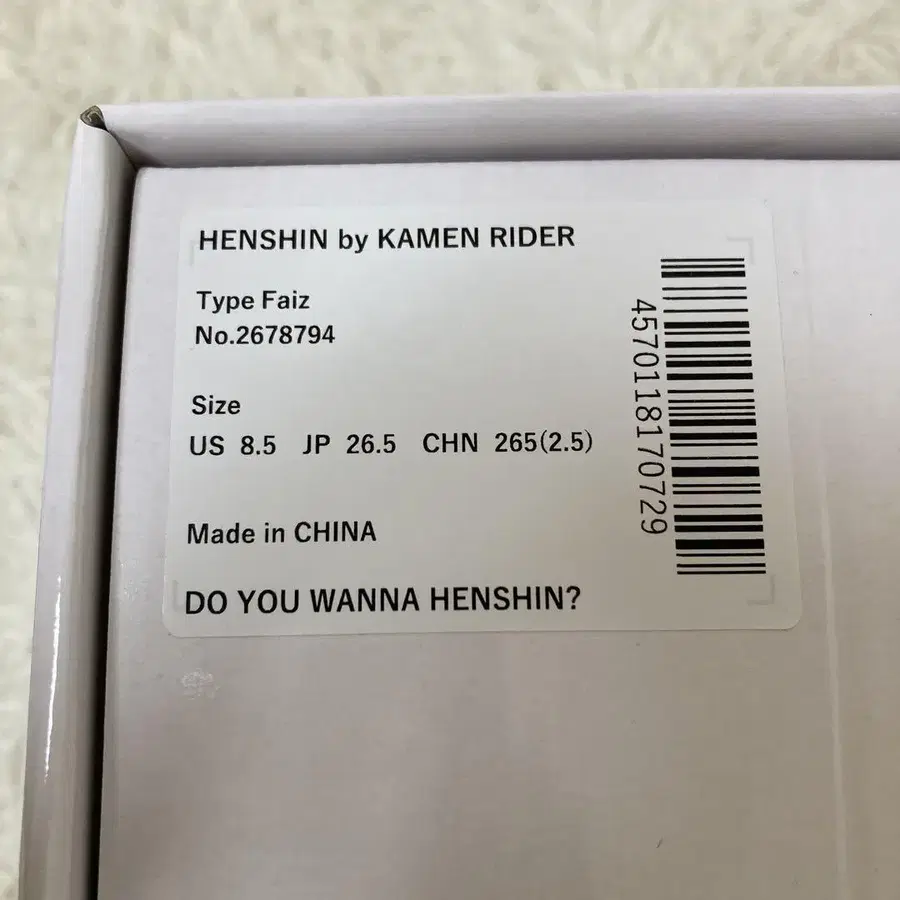 HENSHIN by KAMEN RIDER
Type Faiz
No.2678794
Size
US 8.5 JP 26.5 CHN 265(2.5)
Made in CHINA
DO YOU WANNA HENSHIN?
4570118170729